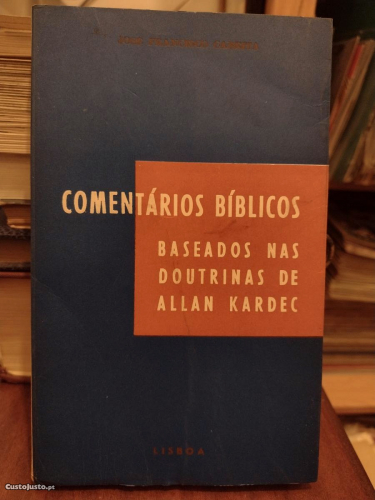 COMENTÁRIOS BÍBLICOS
BASEADOS NAS
DOUTRINAS DE
ALLAN KARDEC
LISBOA
CustoJusto.pt